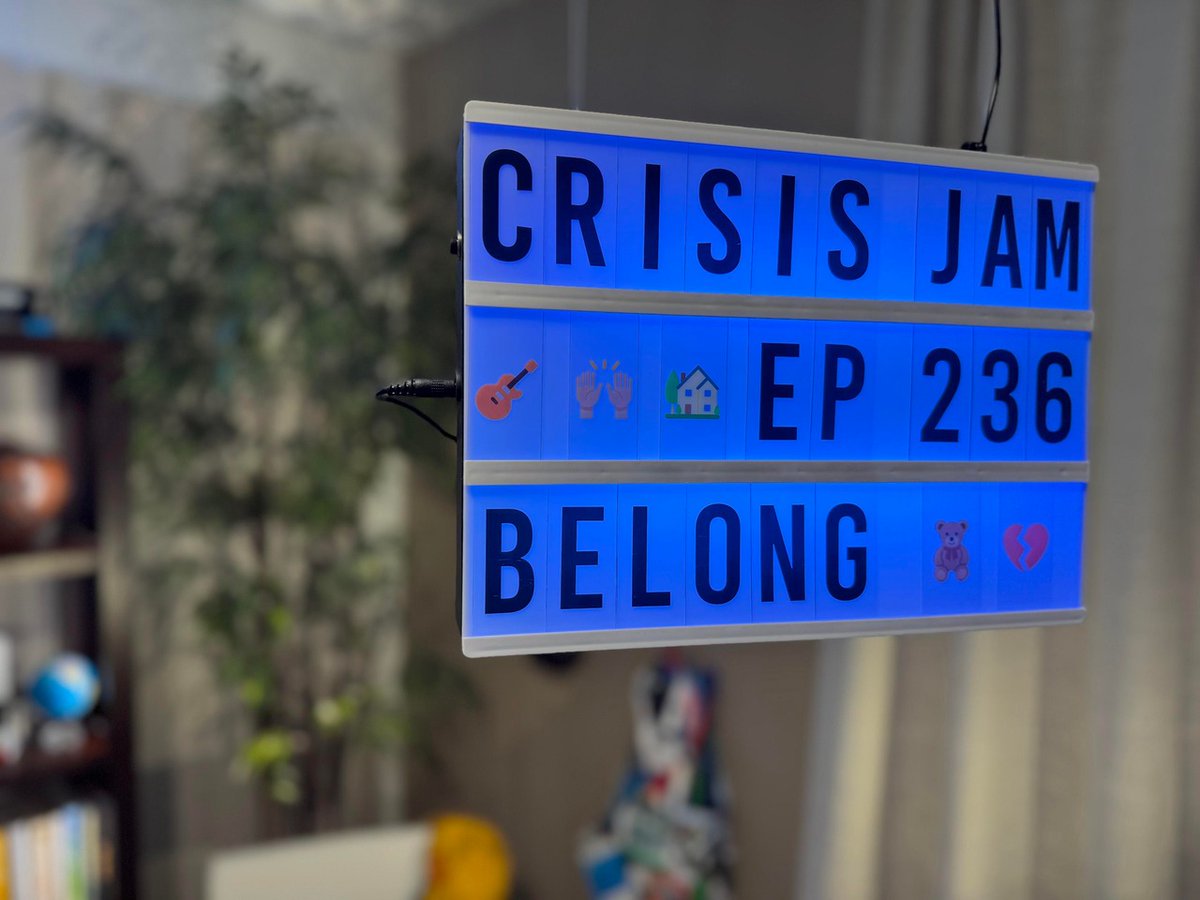 CRISIS JAM
🎸 🙌 🏡 EP 236
BELONG 🧸 💔